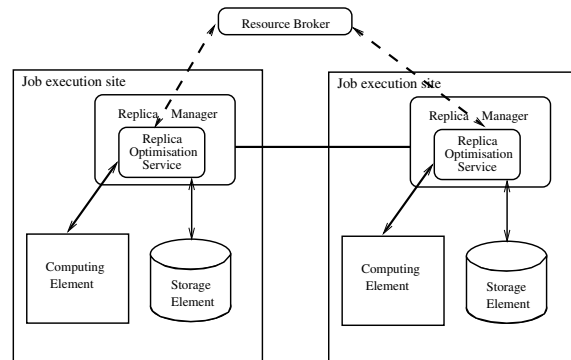 Resource Broker
Job execution site
Replica Manager
Replica
Optimisation
Service
Computing
Element
Storage
Element
Job execution site
Replica Manager
Replica
Optimisation
Service
Computing
Element
Storage
Element